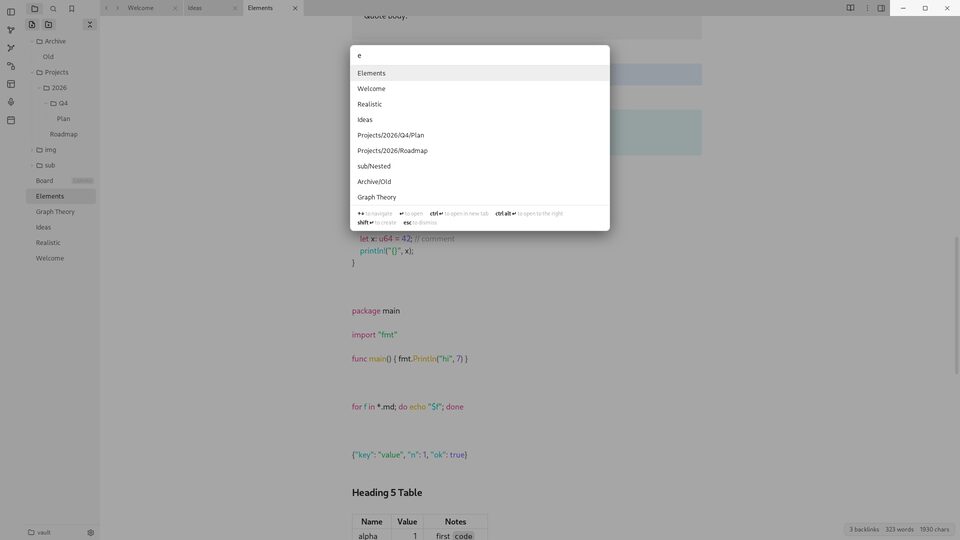 Welcome
Ideas
Elements
Archive
Old
Projects
2026
Q4
Plan
Roadmap
img
sub
Board
Elements
Graph Theory
Ideas
Realistic
Welcome
vault
Quote body.
e
Elements
Welcome
Realistic
Ideas
Projects/2026/Q4/Plan
Projects/2026/Roadmap
sub/Nested
Archive/Old
Graph Theory
to navigate ↵ to open ctrl ↵ to open in new tab ctrl alt ↵ to open to the right
shift ↵ to create esc to dismiss
let x: u64 = 42; // comment
println!("{}", x);
}
package main
import "fmt"
func main() { fmt.Println("hi", 7) }
for f in *.md; do echo "$f"; done
{"key": "value", "n": 1, "ok": true}
Heading 5 Table
Name Value Notes
alpha 1 first code
3 backlinks 323 words 1930 chars